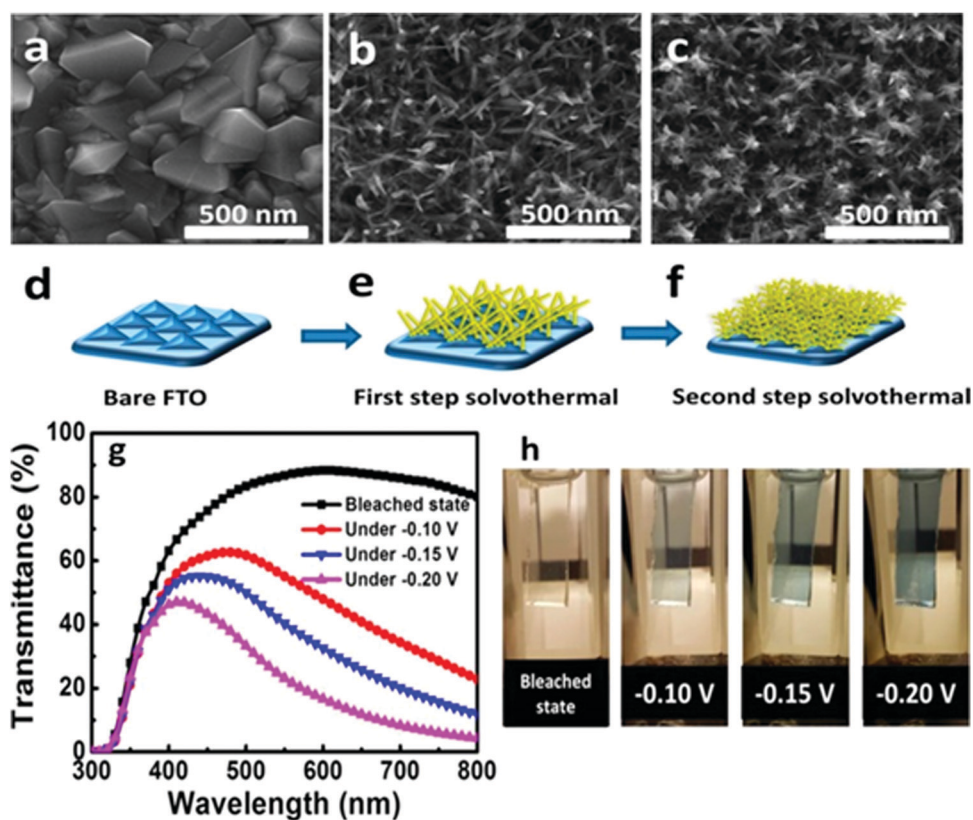 a
b
c
500 nm
500 nm
500 nm
d
e
f
Bare FTO
First step solvothermal
Second step solvothermal
g
Transmittance (%)
100
80
60
40
20
0
Bleached state
Under -0.10 V
Under -0.15 V
Under -0.20 V
300
400
500
600
700
800
Wavelength (nm)
h
Bleached
state
-0.10 V
-0.15 V
-0.20 V